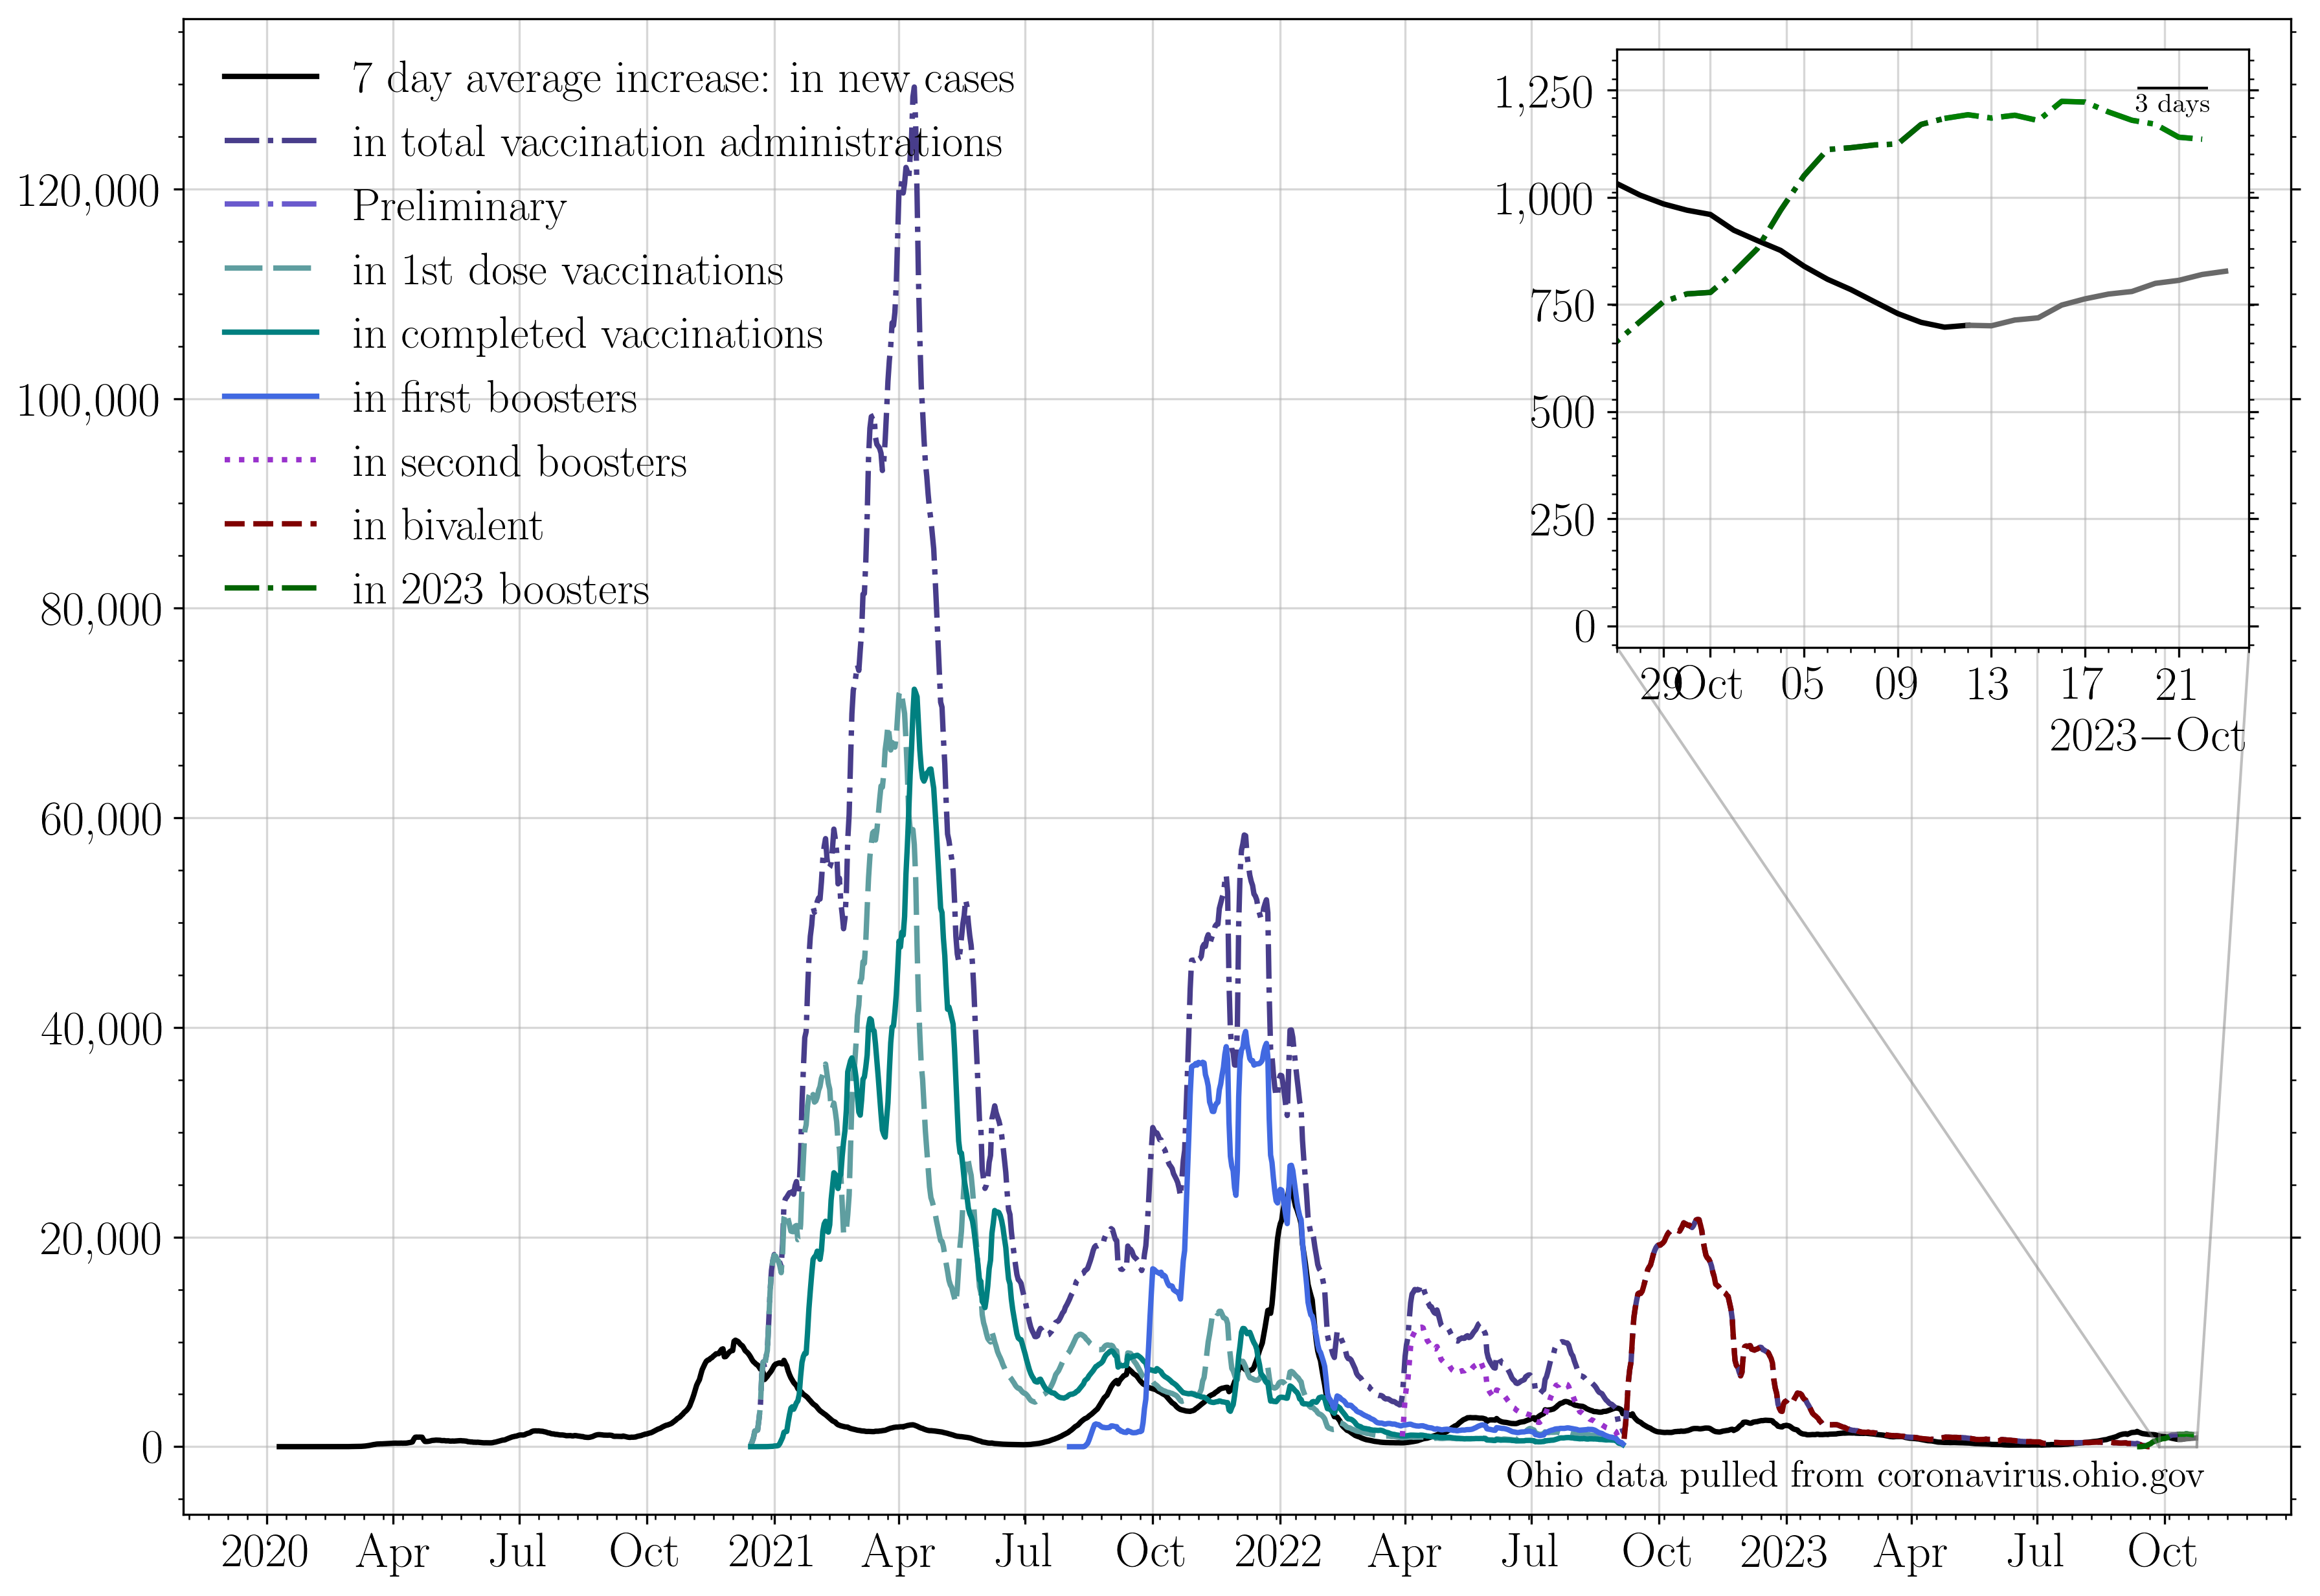 7 day average increase: in new cases
in total vaccination administrations
Preliminary
in 1st dose vaccinations
in completed vaccinations
in first boosters
in second boosters
in bivalent
in 2023 boosters
120,000
100,000
80,000
60,000
40,000
20,000
0
1,250
1,000
750
500
250
0
3 days
29 Oct 05 09 13 17 21
2023−Oct
Ohio data pulled from coronavirus.ohio.gov
2020 Apr Jul Oct 2021 Apr Jul Oct 2022 Apr Jul Oct 2023 Apr Jul Oct